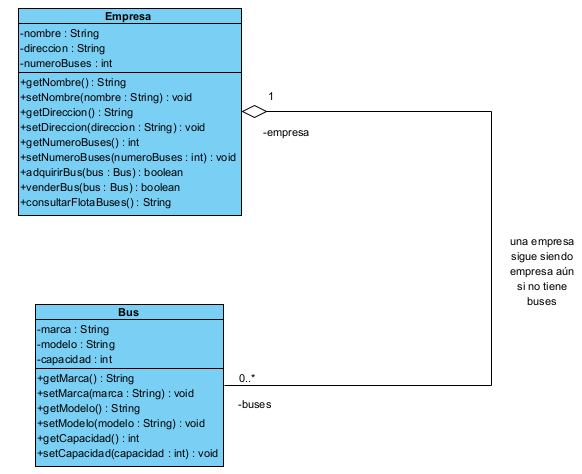 Empresa
-nombre : String
-direccion : String
-numeroBuses : int
+getNombre() : String
+setNombre(nombre : String) : void
+getDireccion() : String
+setDireccion(direccion : String) : void
+getNumeroBuses() : int
+setNumeroBuses(numeroBuses : int) : void
+adquirirBus(bus : Bus) : boolean
+venderBus(bus : Bus) : boolean
+consultarFlotaBuses() : String
1
-empresa
una empresa
sigue siendo
empresa aún
si no tiene
buses
Bus
-marca : String
-modelo : String
-capacidad : int
+getMarca() : String
+setMarca(marca : String) : void
+getModelo() : String
+setModelo(modelo : String) : void
+getCapacidad() : int
+setCapacidad(capacidad : int) : void
0..*
-buses